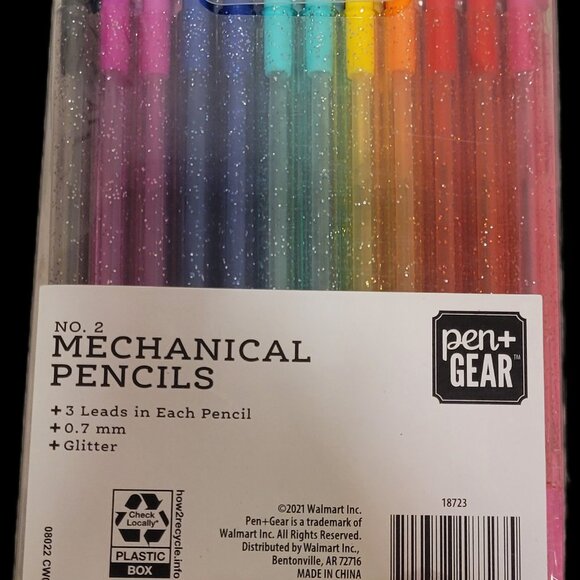 NO. 2
MECHANICAL
PENCILS
+ 3 Leads in Each Pencil
+ 0.7 mm
+ Glitter
pen+
GEAR™
Check
Locally*
PLASTIC
BOX
how2recycle.info
©2021 Walmart Inc.
Pen+Gear is a trademark of
Walmart Inc. All Rights Reserved.
Distributed by Walmart Inc.,
Bentonville, AR 72716
MADE IN CHINA
18723
08022